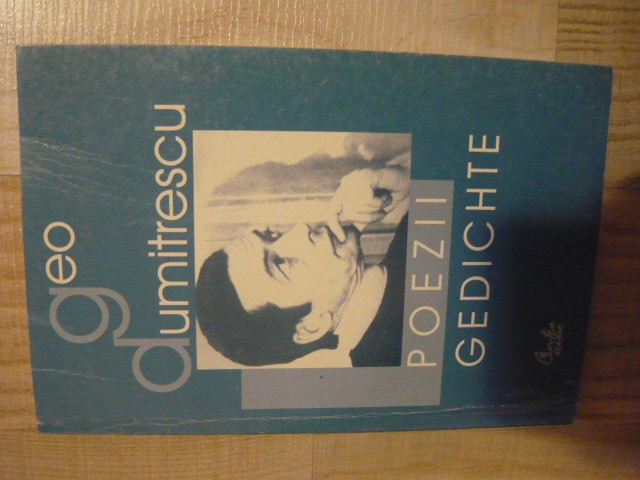 geo
dumitrescu
POEZII
GEDICHTE